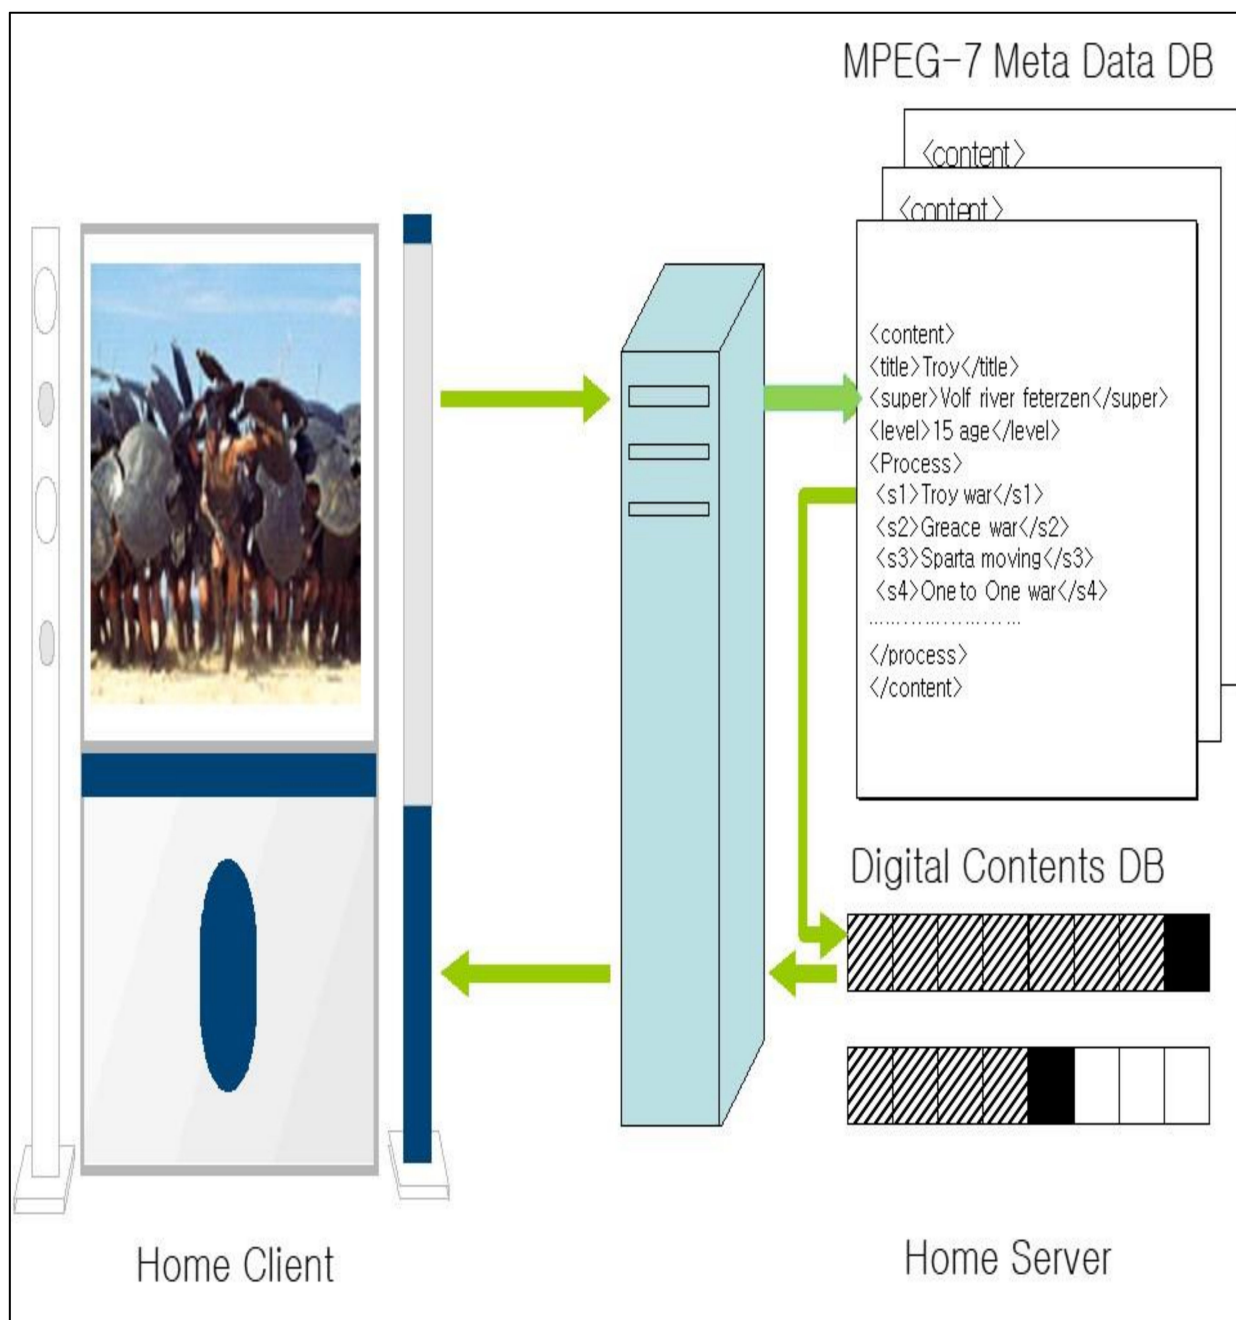 MPEG-7 Meta Data DB
<content>
<content>
<content>
<title>Troy</title>
<super>Volf river feterzen</super>
<level>15 age</level>
<Process>
<s1>Troy war</s1>
<s2>Greace war</s2>
<s3>Sparta moving</s3>
<s4>One to One war</s4>
........................
</process>
</content>
Digital Contents DB
Home Client
Home Server